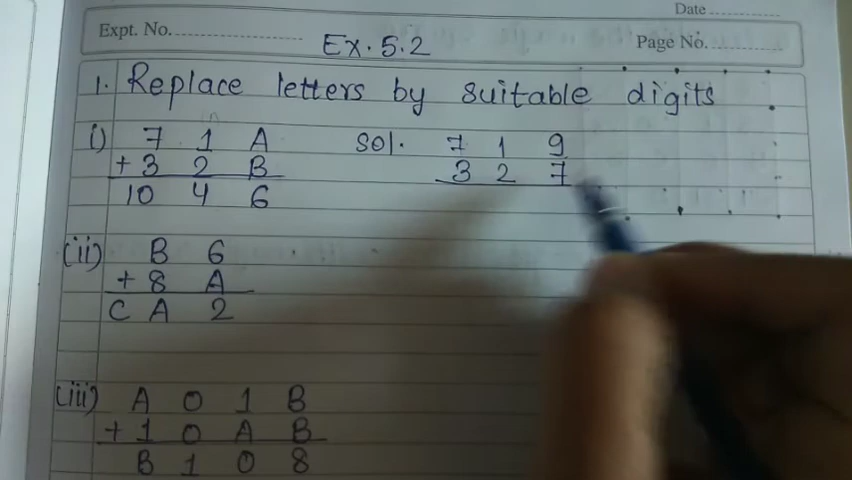 Date
Expt. No.
Ex. 5.2
Page No.
1. Replace letters by suitable digits
i) 7 1 A Sol. 7 1 9
+ 3 2 B 3 2 7
10 4 6
(ii) B 6
+ 8 A
C A 2
(iii) A 0 1 B
+ 1 0 A B
B 1 0 8